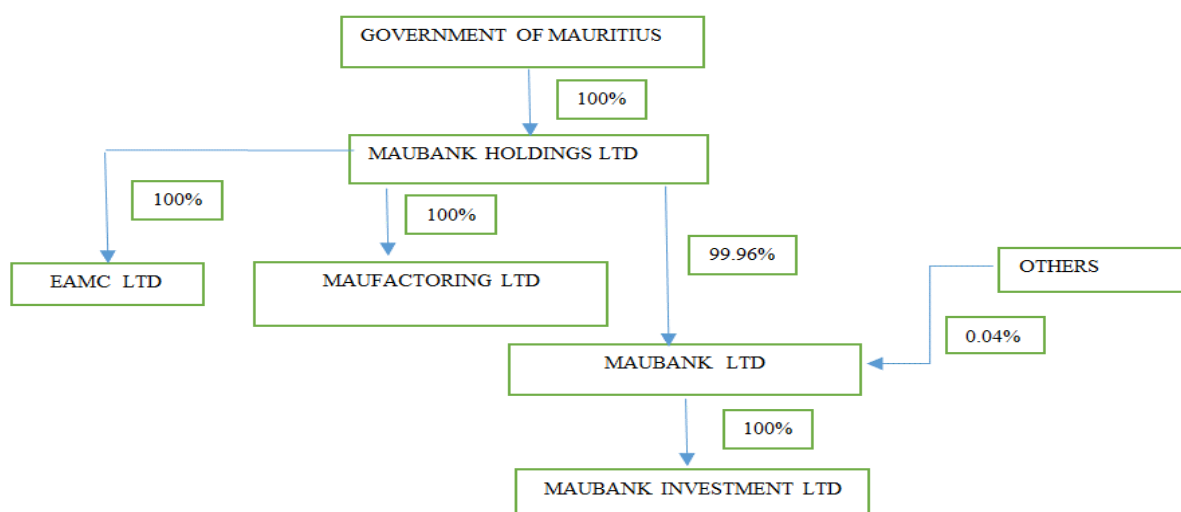 GOVERNMENT OF MAURITIUS
100%
MAUBANK HOLDINGS LTD
100%
100%
99.96%
EAMC LTD
MAUFACTORING LTD
OTHERS
0.04%
MAUBANK LTD
100%
MAUBANK INVESTMENT LTD